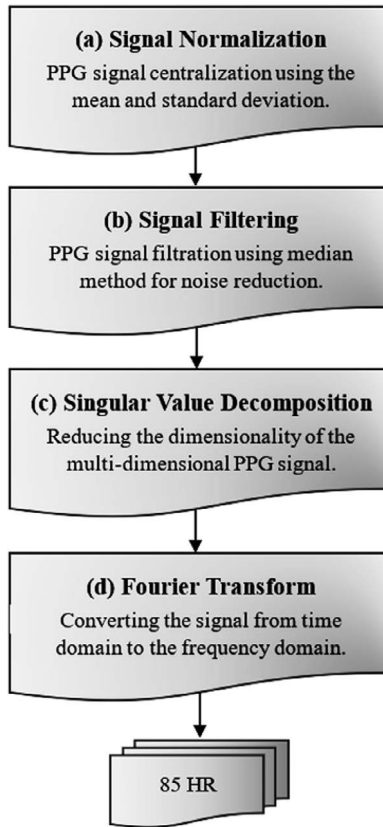 (a) Signal Normalization
PPG signal centralization using the
mean and standard deviation.
(b) Signal Filtering
PPG signal filtration using median
method for noise reduction.
(c) Singular Value Decomposition
Reducing the dimensionality of the
multi-dimensional PPG signal.
(d) Fourier Transform
Converting the signal from time
domain to the frequency domain.
85 HR